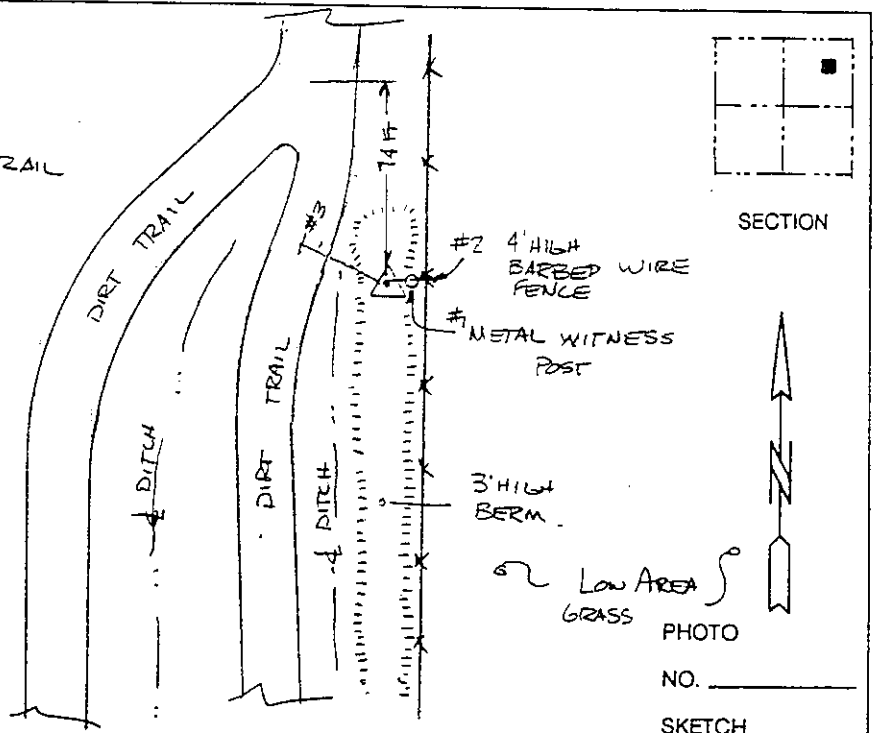 RAIL
DIRT TRAIL
DITCH
DIRT TRAIL
DITCH
#3
74 FT
#2 4' HIGH
BARBED WIRE
FENCE
#1 METAL WITNESS
POST
3' HIGH
BERM.
LOW AREA
GRASS
SECTION
N
PHOTO
NO.
SKETCH